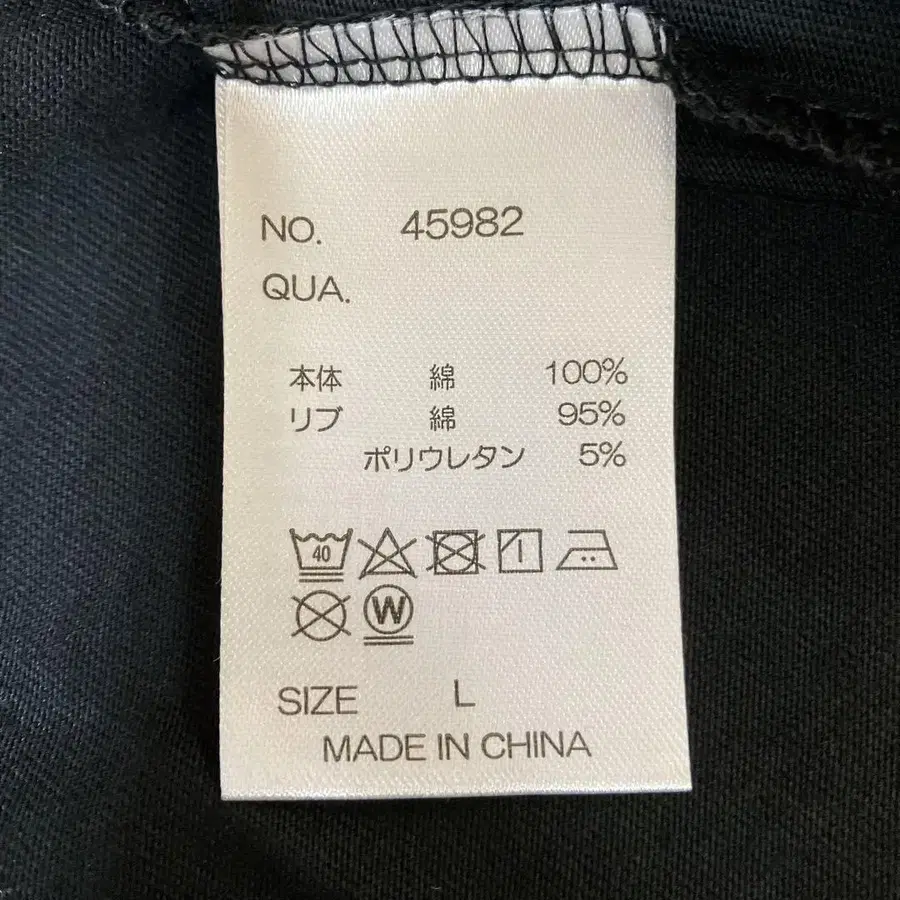 NO. 45982
QUA.
本体 綿 100%
リブ 綿 95%
ポリウレタン 5%
40
W
SIZE L
MADE IN CHINA